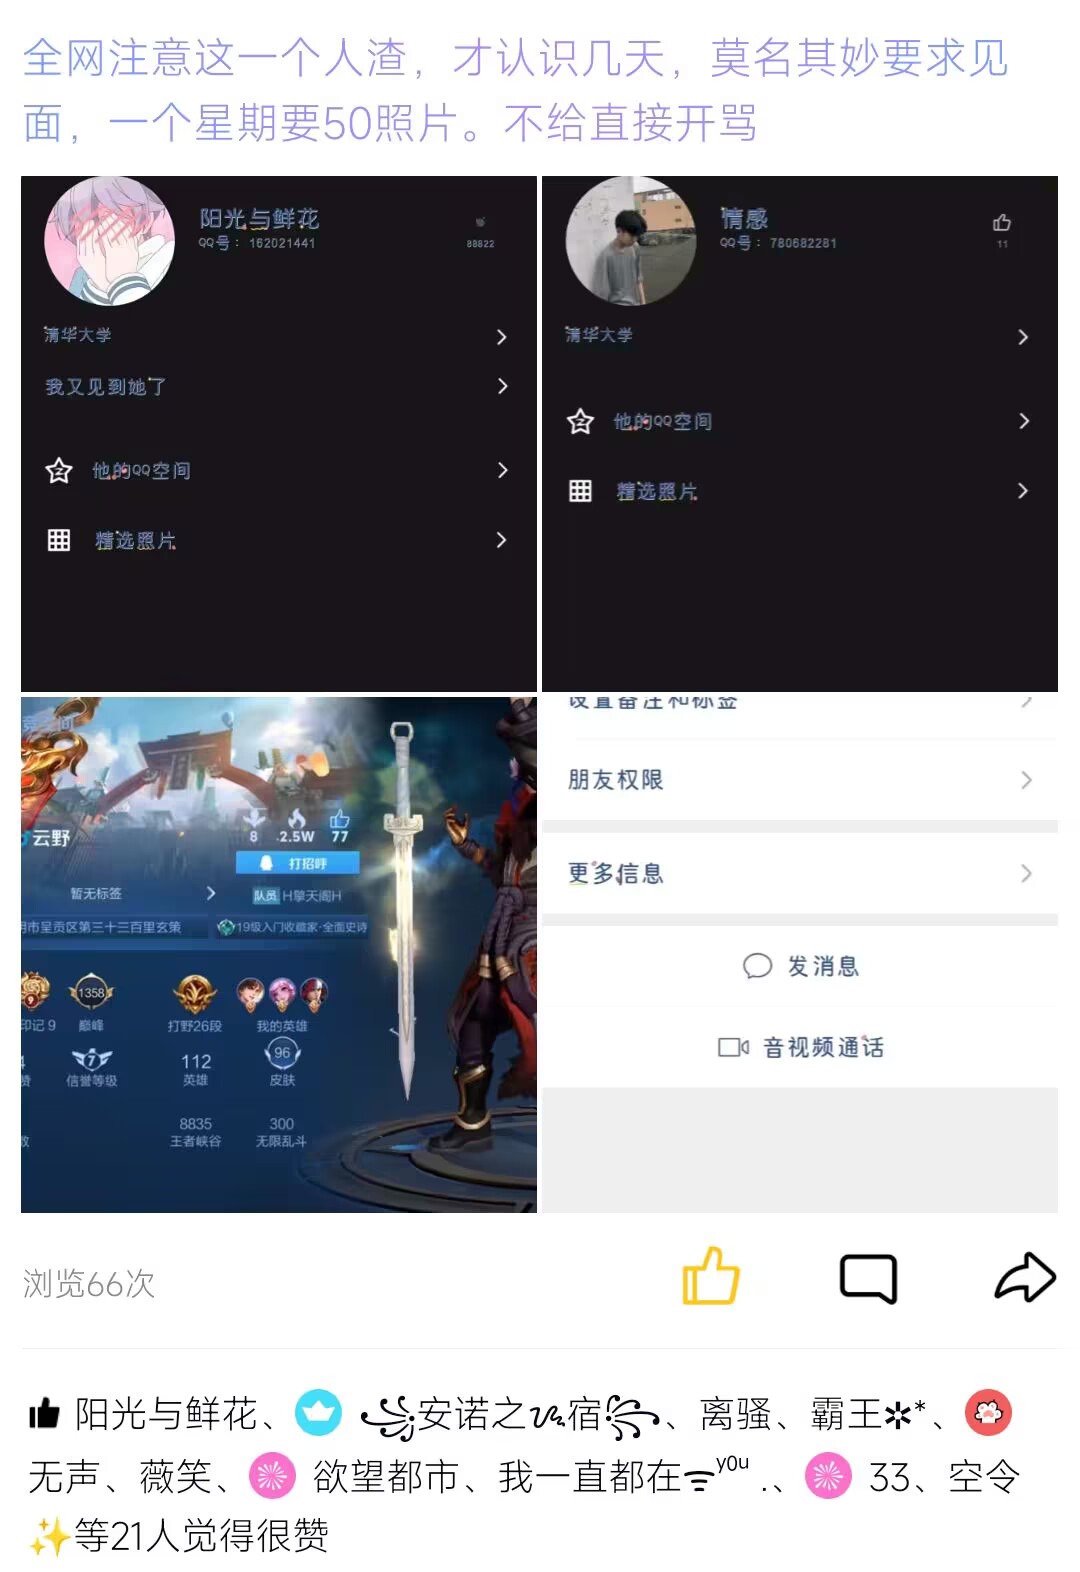 全网注意这一个人渣，才认识几天，莫名其妙要求见
面，一个星期要50照片。不给直接开骂
阳光与鲜花
QQ号： 162021441
88822
清华大学
我又见到她了
他的QQ空间
精选照片
情感
QQ号： 780682281
11
清华大学
他的QQ空间
精选照片
云野
8 2.5W 77
打招呼
暂无标签
队员 H擎天阁H
明市呈贡区第三十三百里玄策
19级入门收藏家·全面史诗
9
1358
印记 9 巅峰 打野26段 我的英雄
7 112 96
赞 信誉等级 英雄 皮肤
8835 300
数 王者峡谷 无限乱斗
设置备注和标签
朋友权限
更多信息
发消息
音视频通话
浏览66次
阳光与鲜花、 安诺之宿、离骚、霸王✲*、
无声、薇笑、 欲望都市、我一直都在 ʸ⁰ᵘ .、 33、空令
✨等21人觉得很赞